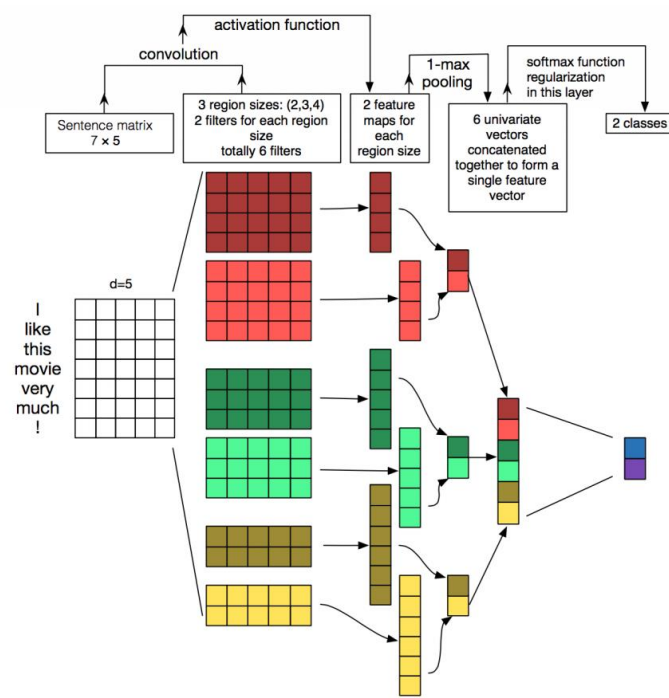 activation function
convolution
1-max
pooling
softmax function
regularization
in this layer
Sentence matrix
7 × 5
3 region sizes: (2,3,4)
2 filters for each region
size
totally 6 filters
2 feature
maps for
each
region size
6 univariate
vectors
concatenated
together to form a
single feature
vector
2 classes
d=5
I
like
this
movie
very
much
!